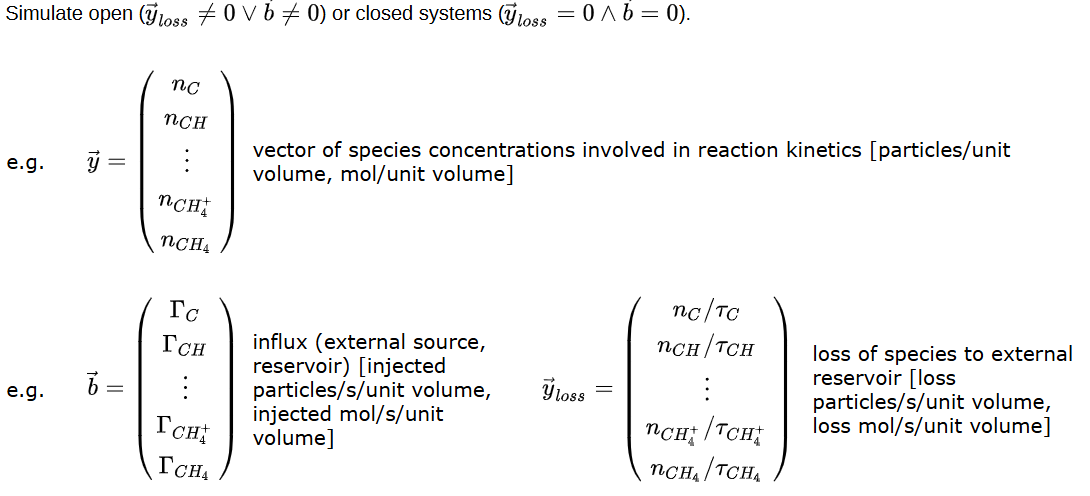 Simulate open (y⃗_loss ≠ 0 ∨ b⃗ ≠ 0) or closed systems (y⃗_loss = 0 ∧ b⃗ = 0).
e.g. y⃗ = ( n_C
n_CH
⋮
n_CH₄⁺
n_CH₄ )
vector of species concentrations involved in reaction kinetics [particles/unit
volume, mol/unit volume]
e.g. b⃗ = ( Γ_C
Γ_CH
⋮
Γ_CH₄⁺
Γ_CH₄ )
influx (external source,
reservoir) [injected
particles/s/unit volume,
injected mol/s/unit
volume]
y⃗_loss = ( n_C/τ_C
n_CH/τ_CH
⋮
n_CH₄⁺/τ_CH₄⁺
n_CH₄/τ_CH₄ )
loss of species to external
reservoir [loss
particles/s/unit volume,
loss mol/s/unit volume]